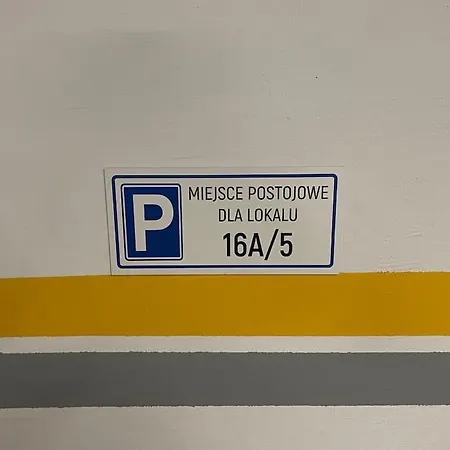 P
MIEJSCE POSTOJOWE
DLA LOKALU
16A/5